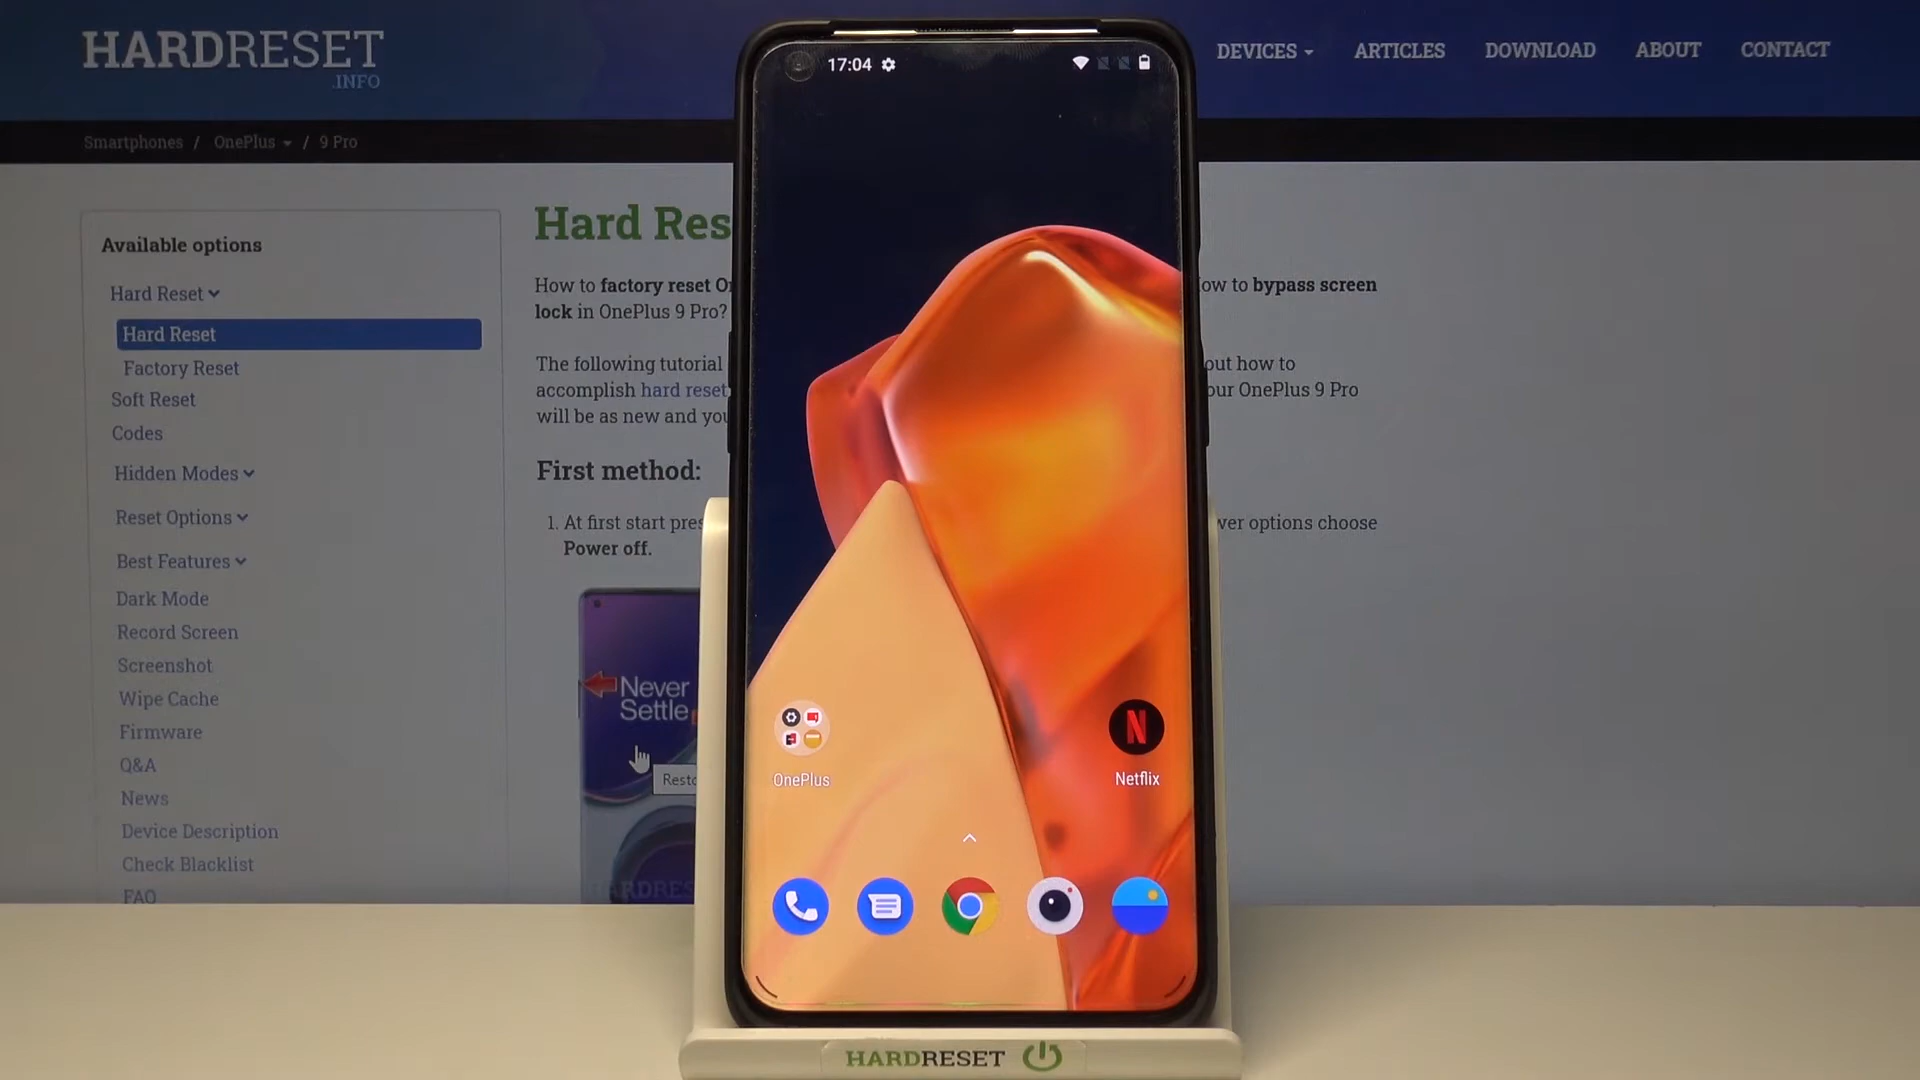 HARDRESET
.INFO
DEVICES ARTICLES DOWNLOAD ABOUT CONTACT
Smartphones / OnePlus / 9 Pro
Available options
Hard Reset
Hard Reset
Factory Reset
Soft Reset
Codes
Hidden Modes
Reset Options
Best Features
Dark Mode
Record Screen
Screenshot
Wipe Cache
Firmware
Q&A
News
Device Description
Check Blacklist
FAQ
Hard Res
How to factory reset O
ow to bypass screen
lock in OnePlus 9 Pro?
The following tutorial
out how to
accomplish hard reset
our OnePlus 9 Pro
will be as new and you
First method:
1. At first start pres
wer options choose
Power off.
Never
Settle
Resto
17:04
OnePlus
Netflix
HARDRESET